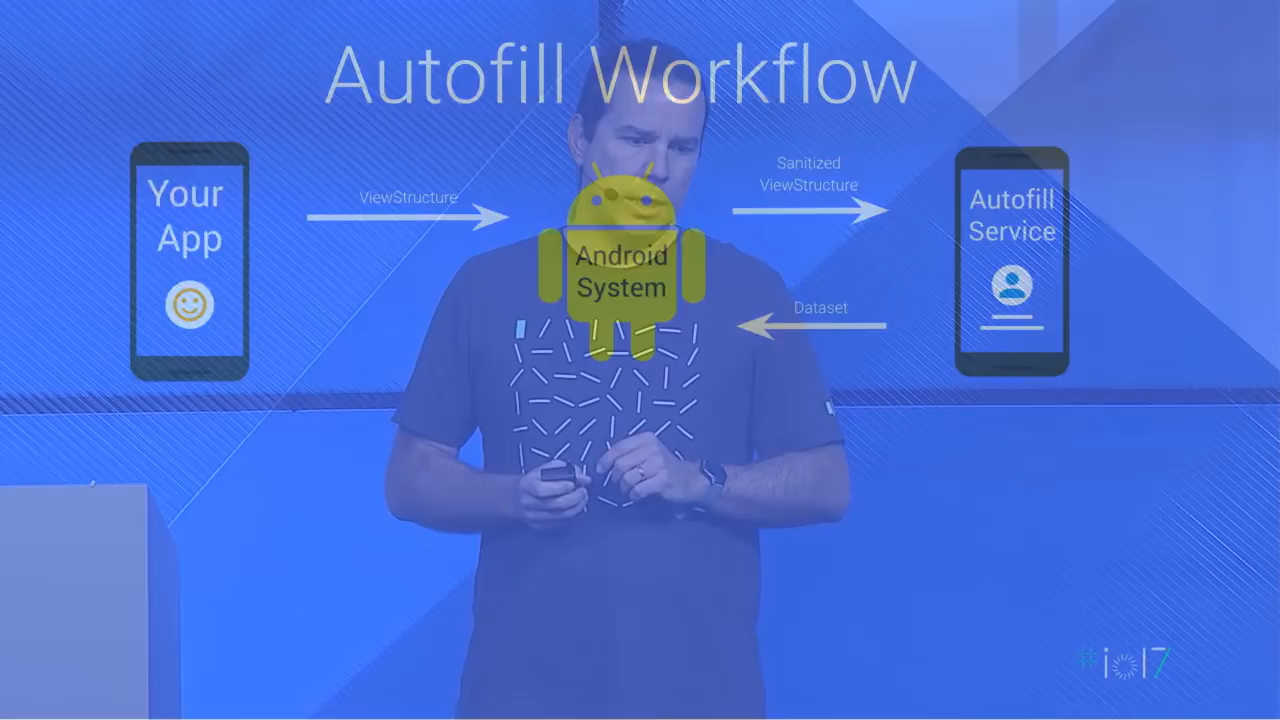 Autofill Workflow
Your
App
ViewStructure
Android
System
Sanitized
ViewStructure
Dataset
Autofill
Service
#io17